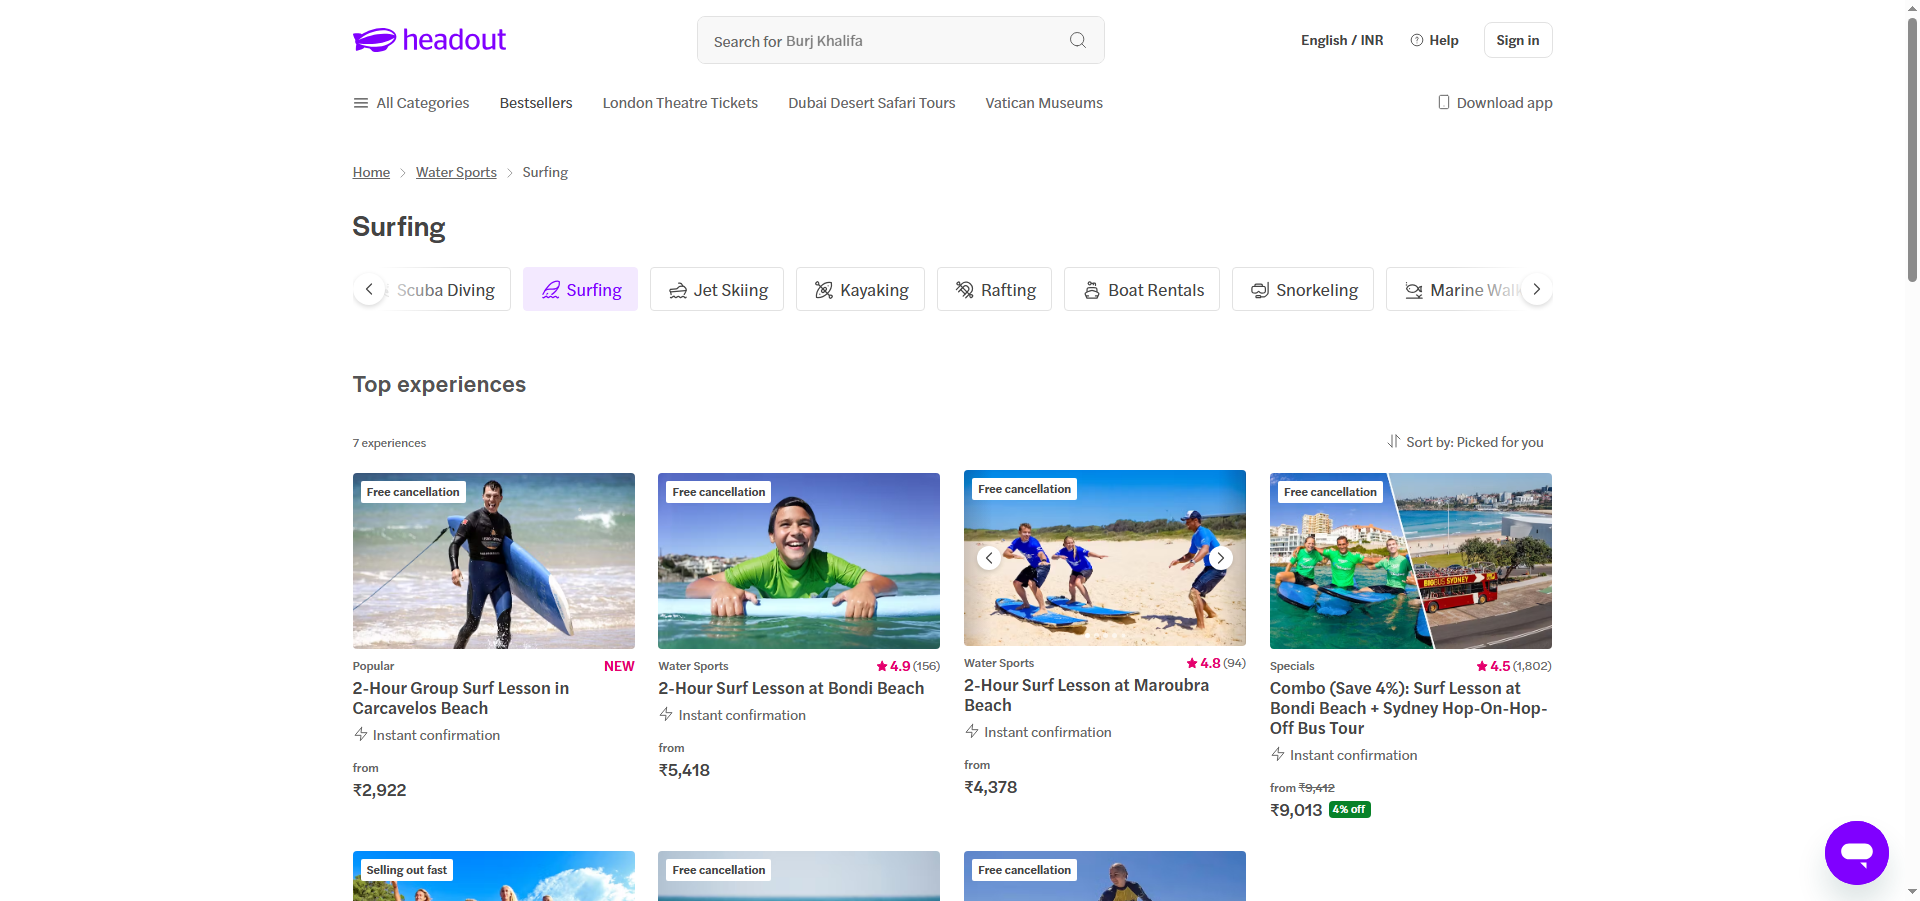 headout
Search for Burj Khalifa
English / INR
Help
Sign in
All Categories
Bestsellers
London Theatre Tickets
Dubai Desert Safari Tours
Vatican Museums
Download app
Home
Water Sports
Surfing
Surfing
Scuba Diving
Surfing
Jet Skiing
Kayaking
Rafting
Boat Rentals
Snorkeling
Marine Walk
Top experiences
7 experiences
Sort by: Picked for you
Free cancellation
Popular
NEW
2-Hour Group Surf Lesson in
Carcavelos Beach
Instant confirmation
from
₹2,922
Free cancellation
Water Sports
4.9 (156)
2-Hour Surf Lesson at Bondi Beach
Instant confirmation
from
₹5,418
Free cancellation
Water Sports
4.8 (94)
2-Hour Surf Lesson at Maroubra
Beach
Instant confirmation
from
₹4,378
Free cancellation
BIGBUS SYDNEY
Specials
4.5 (1,802)
Combo (Save 4%): Surf Lesson at
Bondi Beach + Sydney Hop-On-Hop-
Off Bus Tour
Instant confirmation
from ₹9,412
₹9,013 4% off
Selling out fast
Free cancellation
Free cancellation